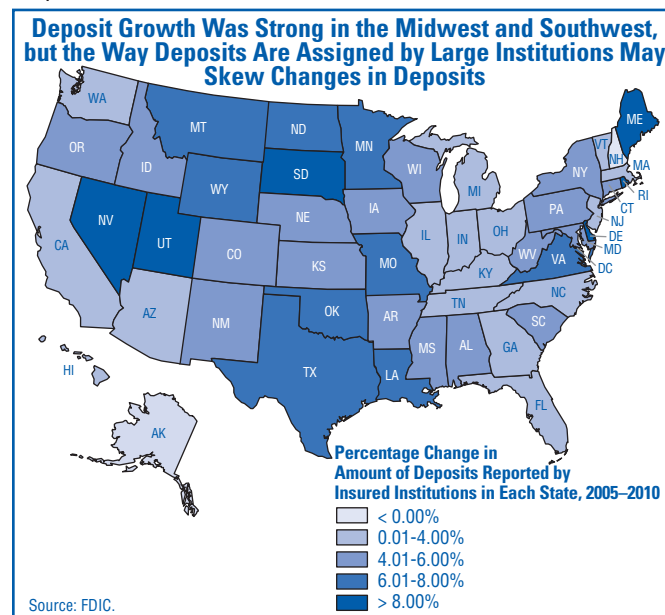 Deposit Growth Was Strong in the Midwest and Southwest,
but the Way Deposits Are Assigned by Large Institutions May
Skew Changes in Deposits
WA
MT
ND
MN
ME
VT
NH
MA
OR
ID
WY
SD
WI
MI
NY
RI
CT
NV
UT
CO
NE
IA
IL
IN
OH
PA
NJ
DE
MD
DC
CA
AZ
NM
KS
MO
KY
WV
VA
OK
AR
TN
NC
SC
TX
LA
MS
AL
GA
FL
HI
AK
Percentage Change in
Amount of Deposits Reported by
Insured Institutions in Each State, 2005–2010
< 0.00%
0.01-4.00%
4.01-6.00%
6.01-8.00%
> 8.00%
Source: FDIC.